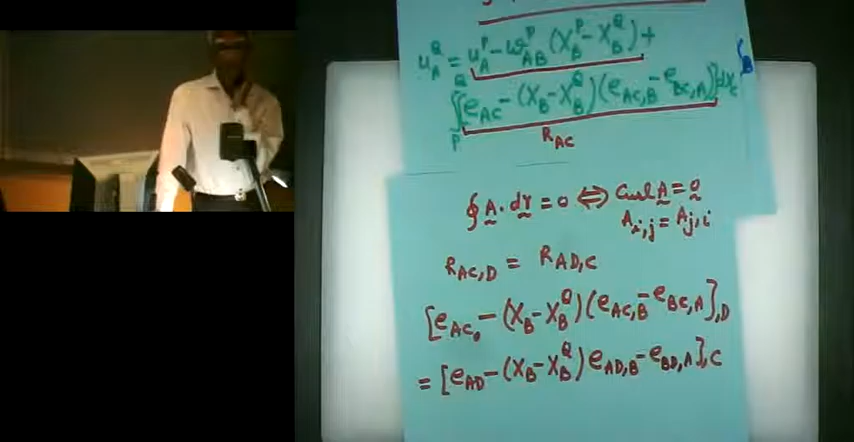 u_A^Q = u_A^P - ω_AB^P (X_B^P - X_B^Q) +
∫_P^Q [e_AC - (X_B - X_B^Q)(e_AC,B - e_BC,A)] dX_C
R_AC
∮ A̰ · dr̰ = 0 ⇔ Curl A̰ = 0̰
A_i,j = A_j,i
R_AC,D = R_AD,C
[e_AC, - (X_B - X_B^Q)(e_AC,B - e_BC,A)],D
= [e_AD - (X_B - X_B^Q) e_AD,B - e_BD,A],C